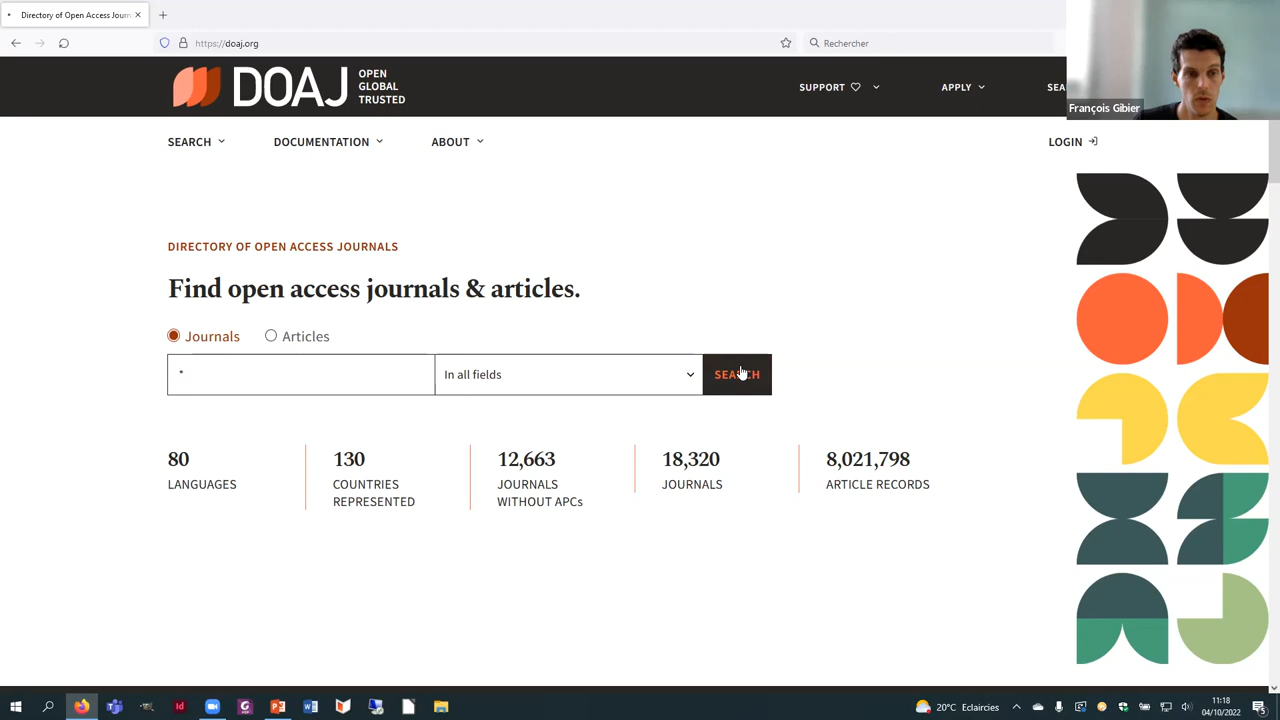 Directory of Open Access Journ
https://doaj.org
Rechercher
François Gibier
DOAJ
OPEN
GLOBAL
TRUSTED
SUPPORT
APPLY
SEA
SEARCH
DOCUMENTATION
ABOUT
LOGIN
DIRECTORY OF OPEN ACCESS JOURNALS
Find open access journals & articles.
Journals
Articles
*
In all fields
SEARCH
80
LANGUAGES
130
COUNTRIES
REPRESENTED
12,663
JOURNALS
WITHOUT APCs
18,320
JOURNALS
8,021,798
ARTICLE RECORDS
20°C Eclaircies
11:18
04/10/2022